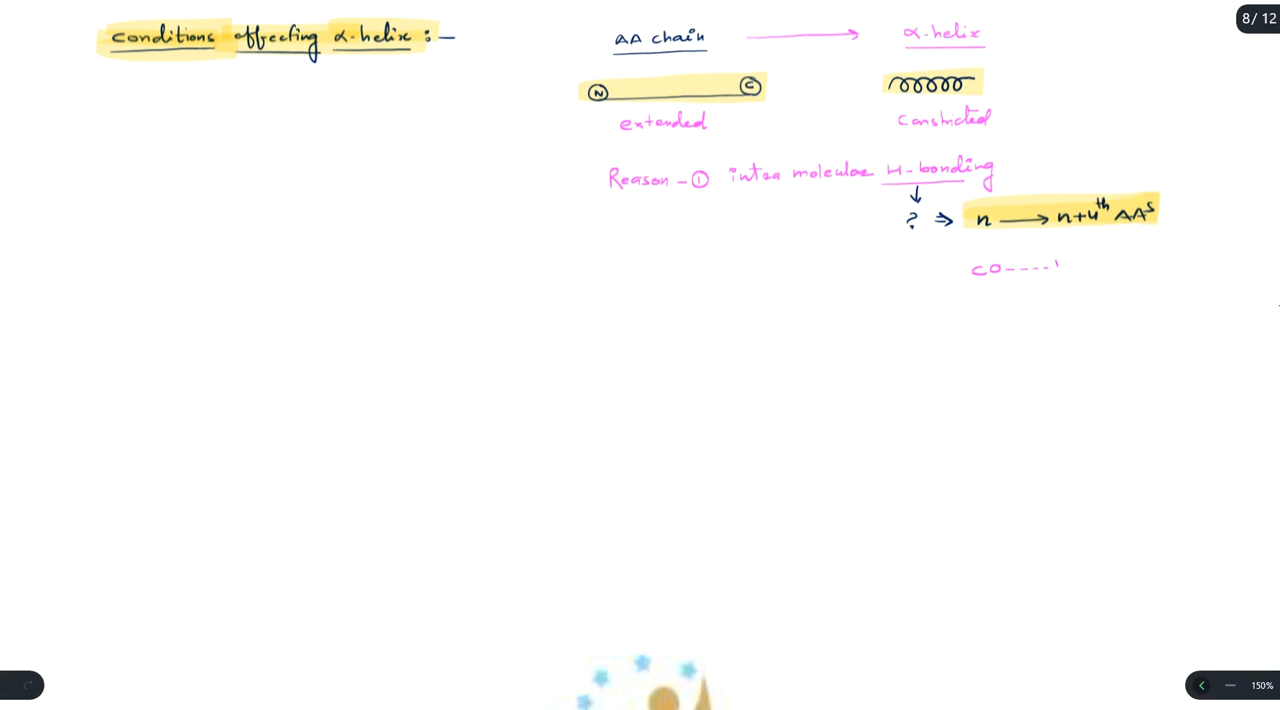 conditions affecting α-helix :-
AA chain → α-helix
N C
extended constricted
Reason - ① intra molecular H-bonding
↓
? ⇒ n → n+4th AAs
CO----'
8 / 12
150%